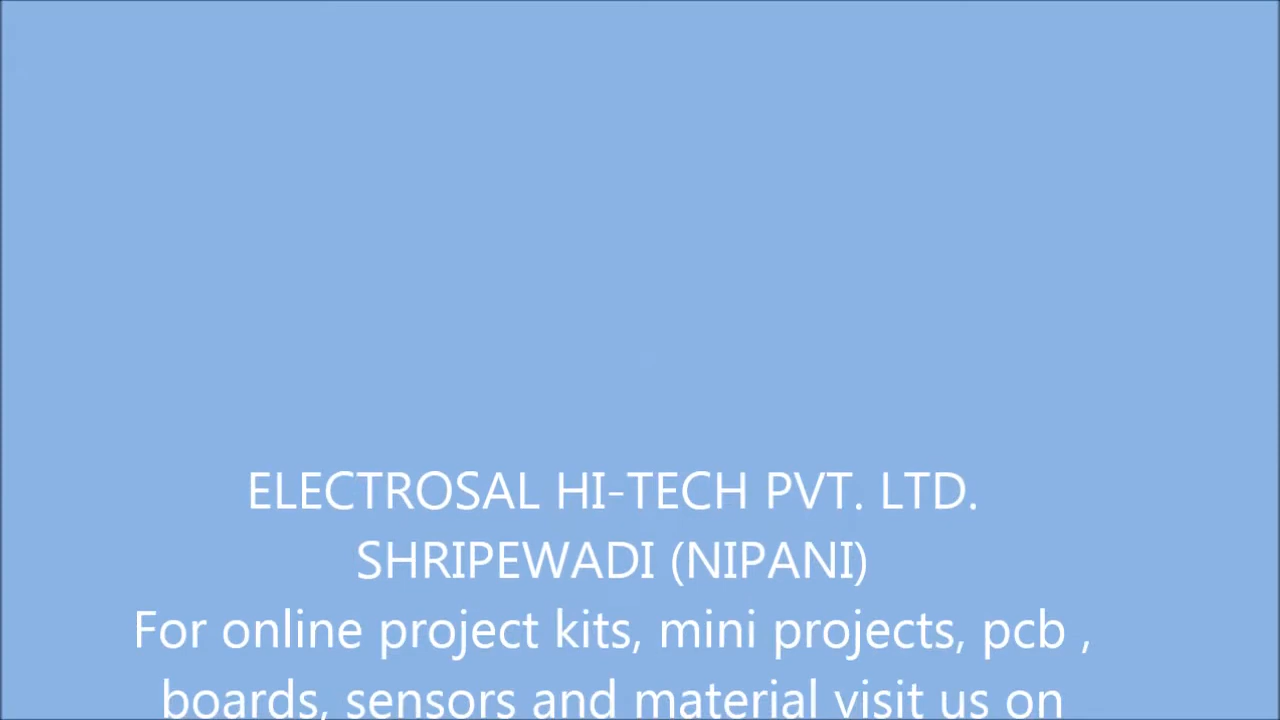 ELECTROSAL HI-TECH PVT. LTD.
SHRIPEWADI (NIPANI)
For online project kits, mini projects, pcb ,
boards, sensors and material visit us on